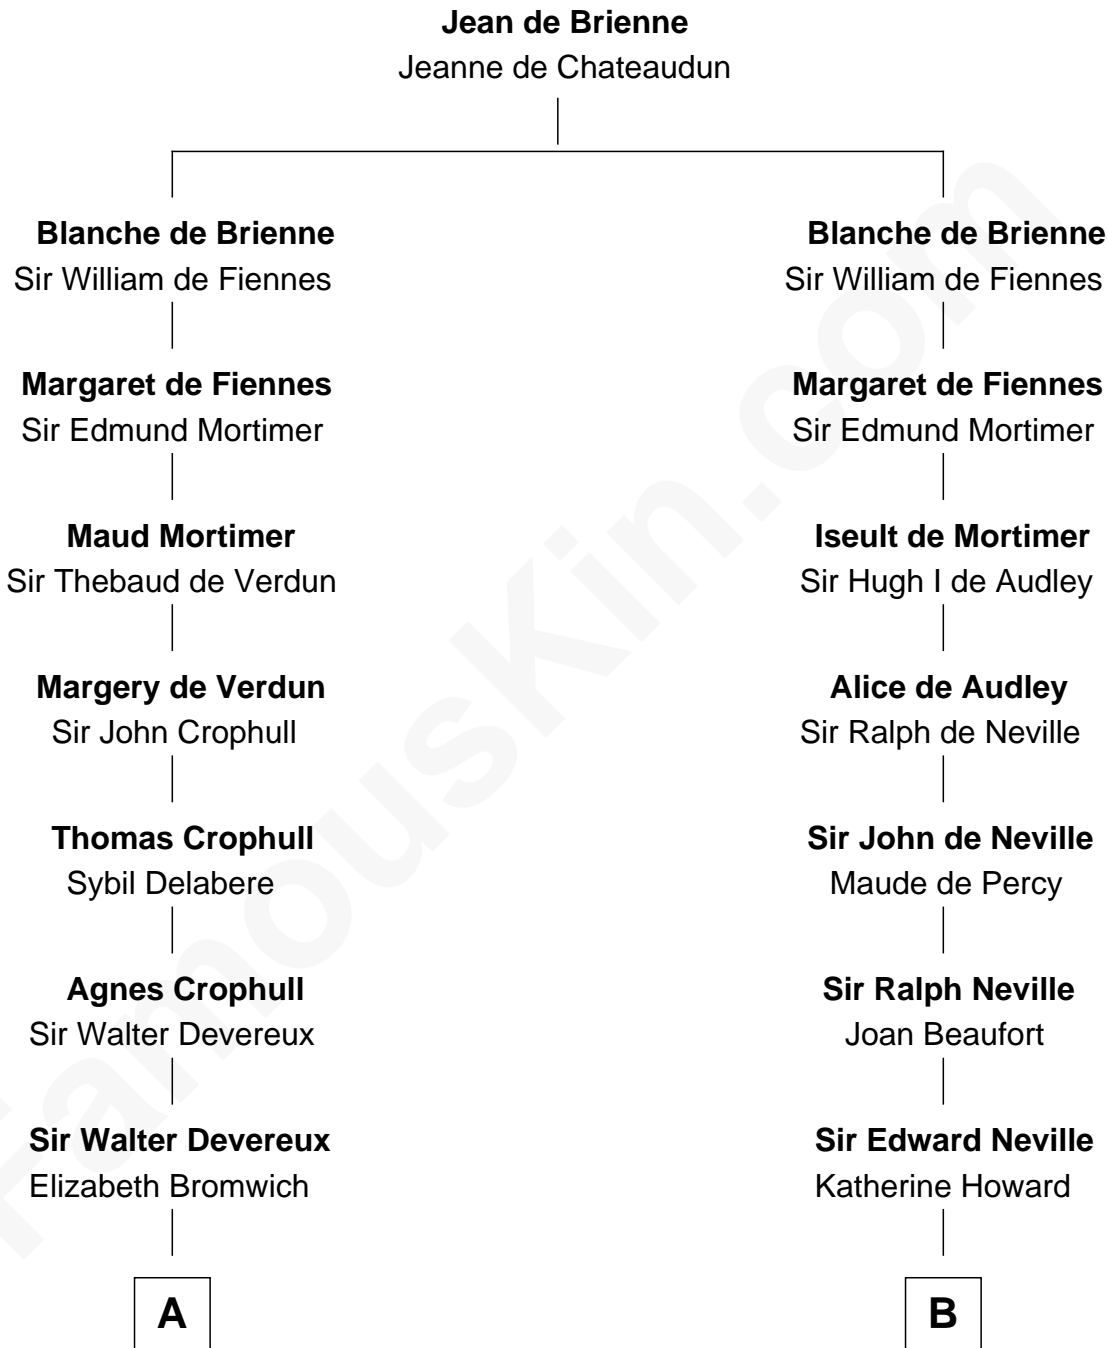 Jean de Brienne
Jeanne de Chateaudun
Blanche de Brienne
Sir William de Fiennes
Blanche de Brienne
Sir William de Fiennes
Margaret de Fiennes
Sir Edmund Mortimer
Margaret de Fiennes
Sir Edmund Mortimer
Maud Mortimer
Sir Thebaud de Verdun
Iseult de Mortimer
Sir Hugh I de Audley
Margery de Verdun
Sir John Crophull
Alice de Audley
Sir Ralph de Neville
Thomas Crophull
Sybil Delabere
Sir John de Neville
Maude de Percy
Agnes Crophull
Sir Walter Devereux
Sir Ralph Neville
Joan Beaufort
Sir Walter Devereux
Elizabeth Bromwich
Sir Edward Neville
Katherine Howard
A
B
FamousKin.com